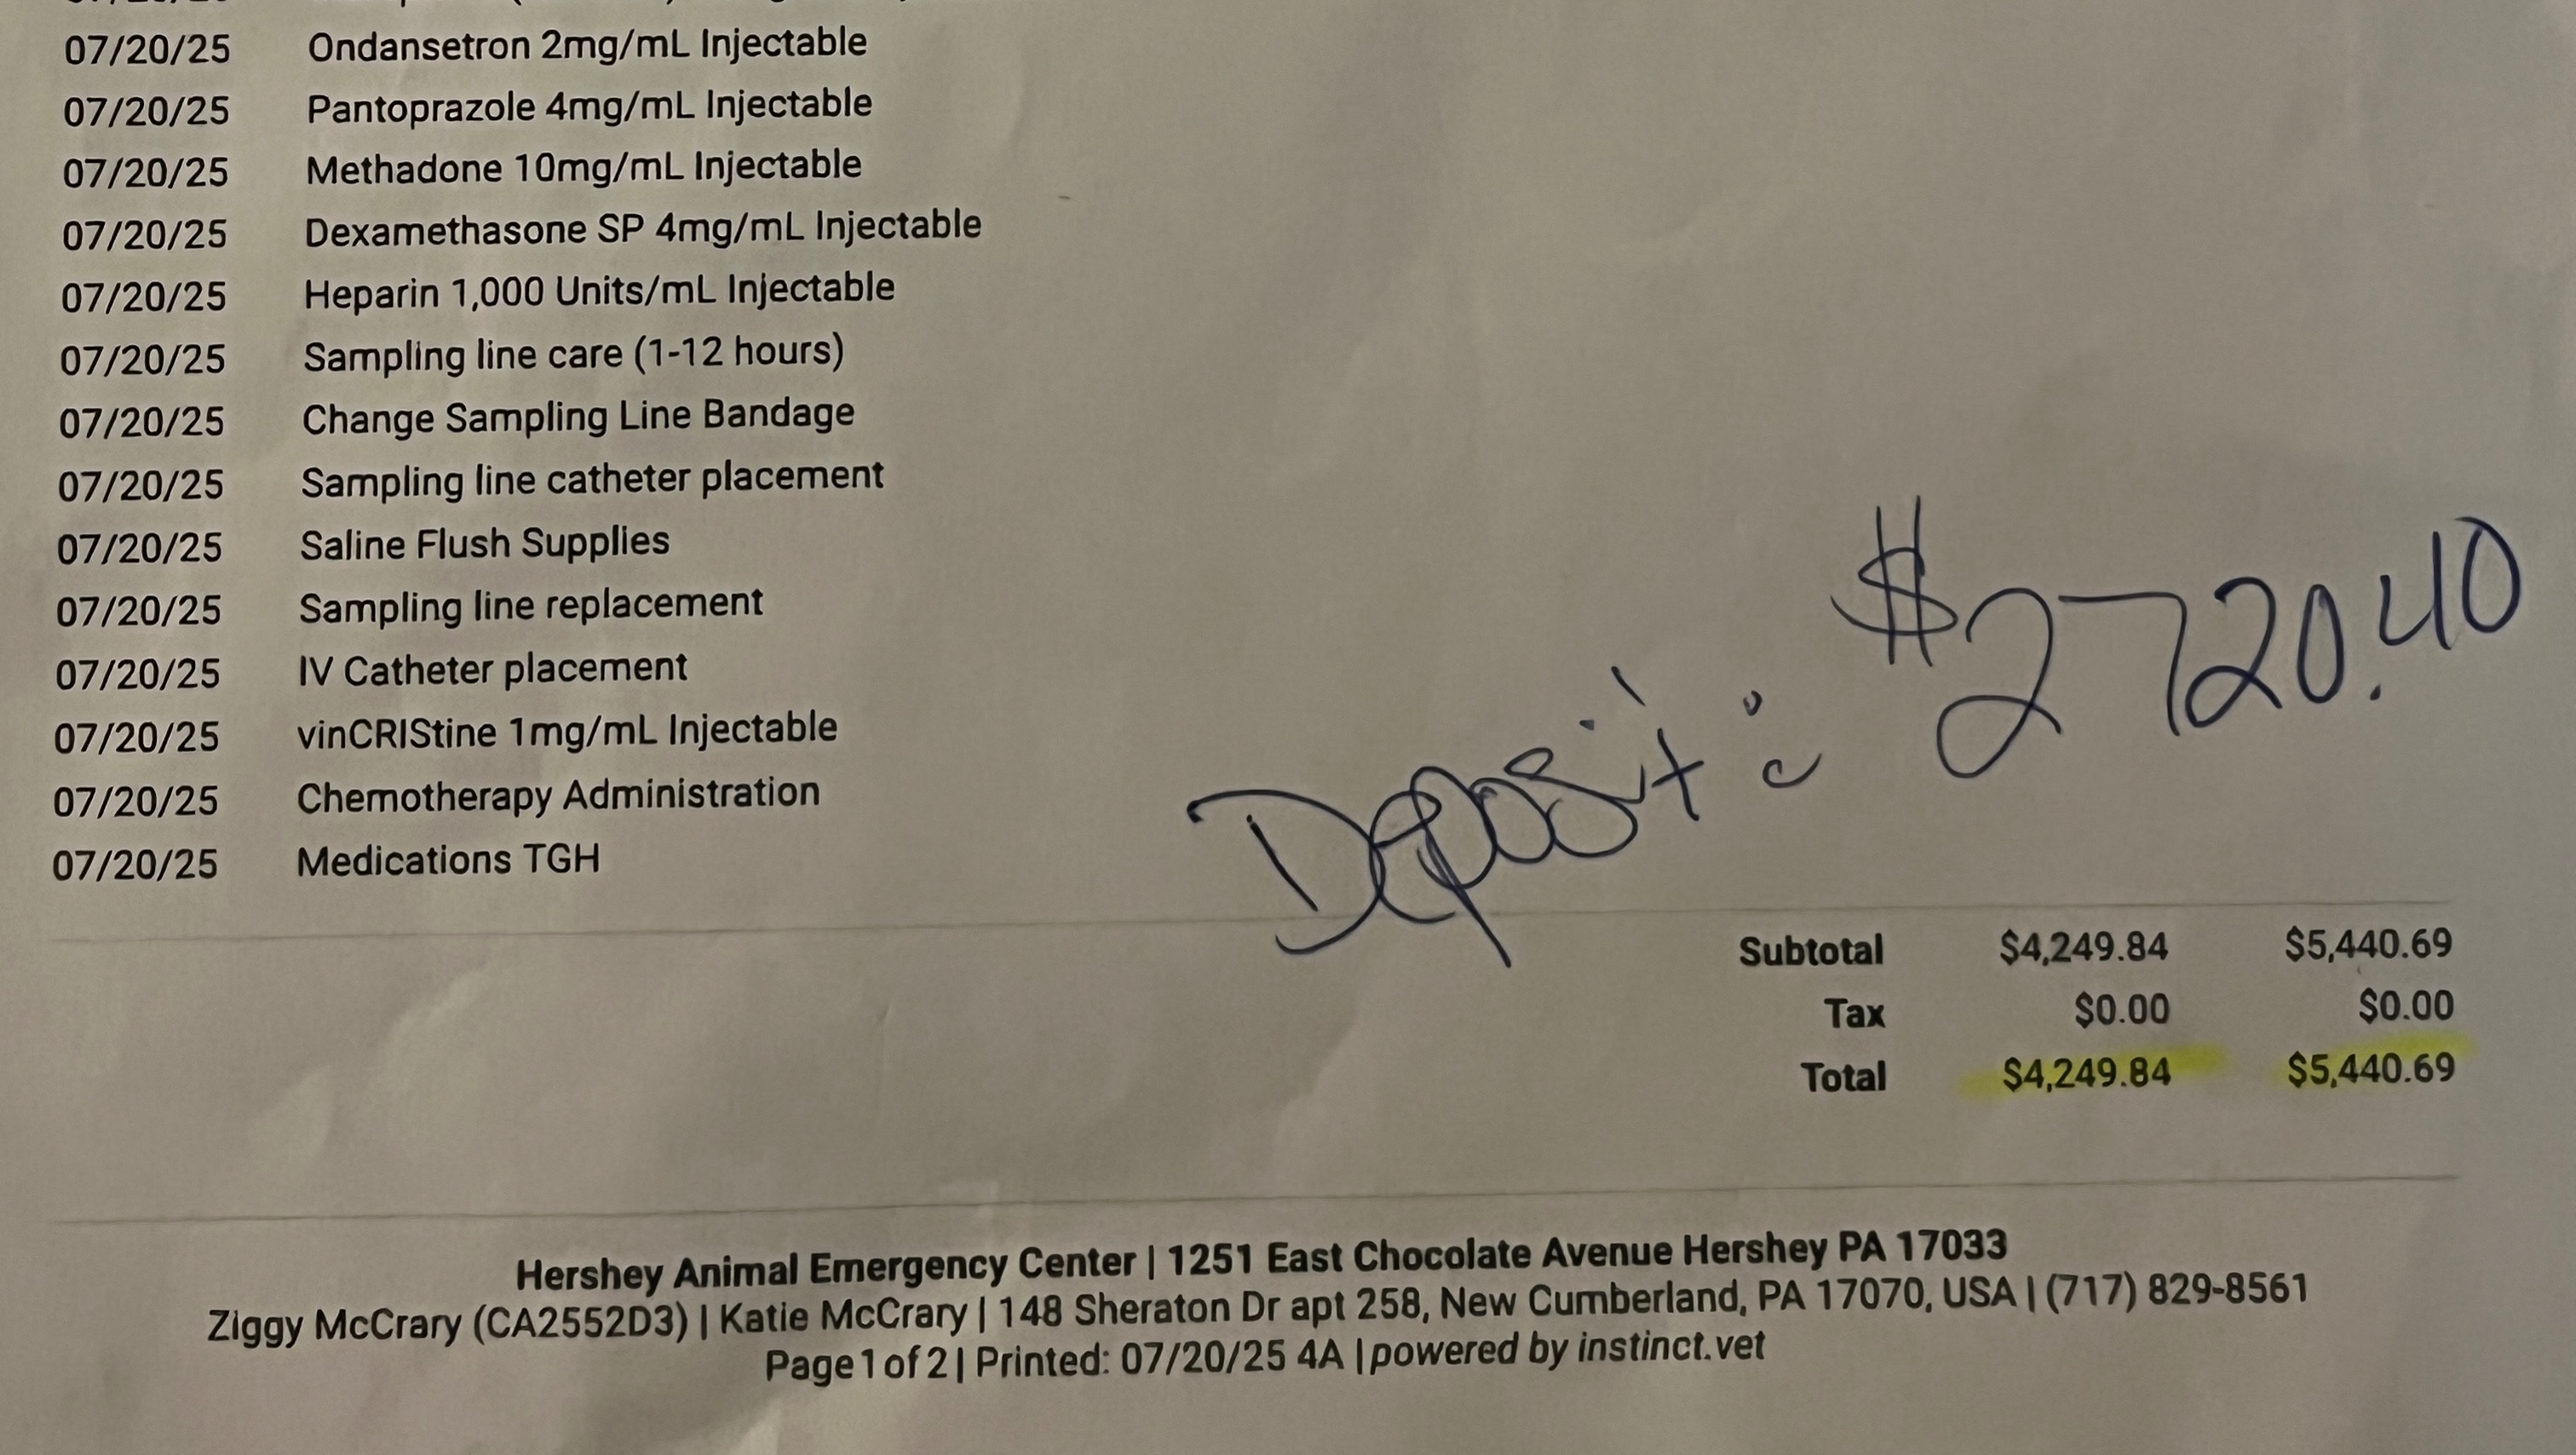 07/20/25 Ondansetron 2mg/mL Injectable
07/20/25 Pantoprazole 4mg/mL Injectable
07/20/25 Methadone 10mg/mL Injectable
07/20/25 Dexamethasone SP 4mg/mL Injectable
07/20/25 Heparin 1,000 Units/mL Injectable
07/20/25 Sampling line care (1-12 hours)
07/20/25 Change Sampling Line Bandage
07/20/25 Sampling line catheter placement
07/20/25 Saline Flush Supplies
07/20/25 Sampling line replacement
07/20/25 IV Catheter placement
07/20/25 vinCRIStine 1mg/mL Injectable
07/20/25 Chemotherapy Administration
07/20/25 Medications TGH
Deposit: $2720.40
Subtotal $4,249.84 $5,440.69
Tax $0.00 $0.00
Total $4,249.84 $5,440.69
Hershey Animal Emergency Center | 1251 East Chocolate Avenue Hershey PA 17033
Ziggy McCrary (CA2552D3) | Katie McCrary | 148 Sheraton Dr apt 258, New Cumberland, PA 17070, USA | (717) 829-8561
Page 1 of 2 | Printed: 07/20/25 4A | powered by instinct.vet